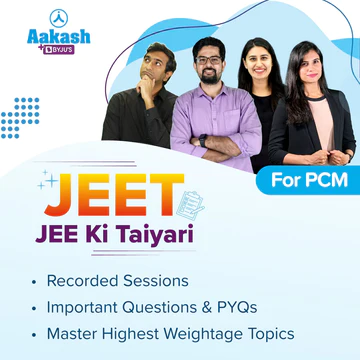 Aakash
+ BYJU'S
For PCM
JEET
JEE Ki Taiyari
• Recorded Sessions
• Important Questions & PYQs
• Master Highest Weightage Topics